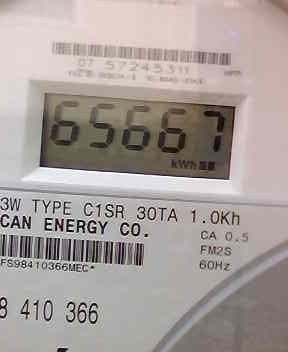 07 57245311
65667
kWh
3W TYPE C1SR 30TA 1.0Kh
CAN ENERGY CO.
CA 0.5
FM2S
60Hz
FS98410366MEC*
8 410 366